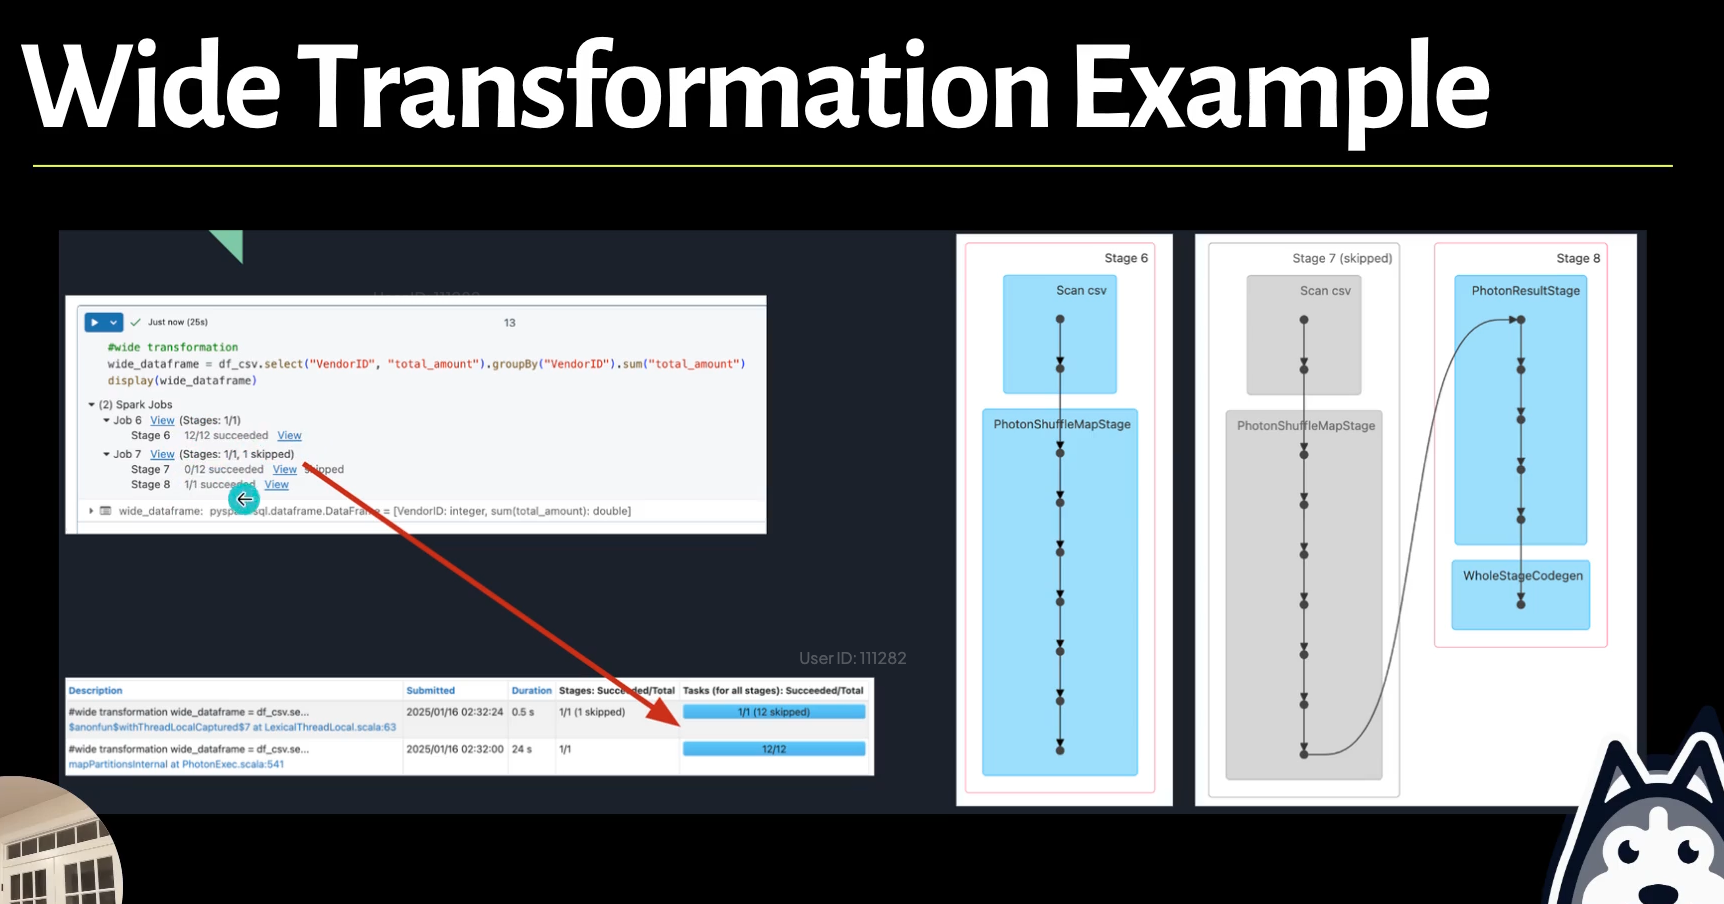 Wide Transformation Example
Just now (25s)
13
#wide transformation
wide_dataframe = df_csv.select("VendorID", "total_amount").groupBy("VendorID").sum("total_amount")
display(wide_dataframe)
(2) Spark Jobs
Job 6 View (Stages: 1/1)
Stage 6 12/12 succeeded View
Job 7 View (Stages: 1/1, 1 skipped)
Stage 7 0/12 succeeded View skipped
Stage 8 1/1 succeeded View
wide_dataframe: pyspark.sql.dataframe.DataFrame = [VendorID: integer, sum(total_amount): double]
User ID: 111282
Description Submitted Duration Stages: Succeeded/Total Tasks (for all stages): Succeeded/Total
#wide transformation wide_dataframe = df_csv.se... 2025/01/16 02:32:24 0.5 s 1/1 (1 skipped) 1/1 (12 skipped)
$anonfun$withThreadLocalCaptured$7 at LexicalThreadLocal.scala:63
#wide transformation wide_dataframe = df_csv.se... 2025/01/16 02:32:00 24 s 1/1 12/12
mapPartitionsInternal at PhotonExec.scala:541
Stage 6
Scan csv
PhotonShuffleMapStage
Stage 7 (skipped)
Scan csv
PhotonShuffleMapStage
Stage 8
PhotonResultStage
WholeStageCodegen